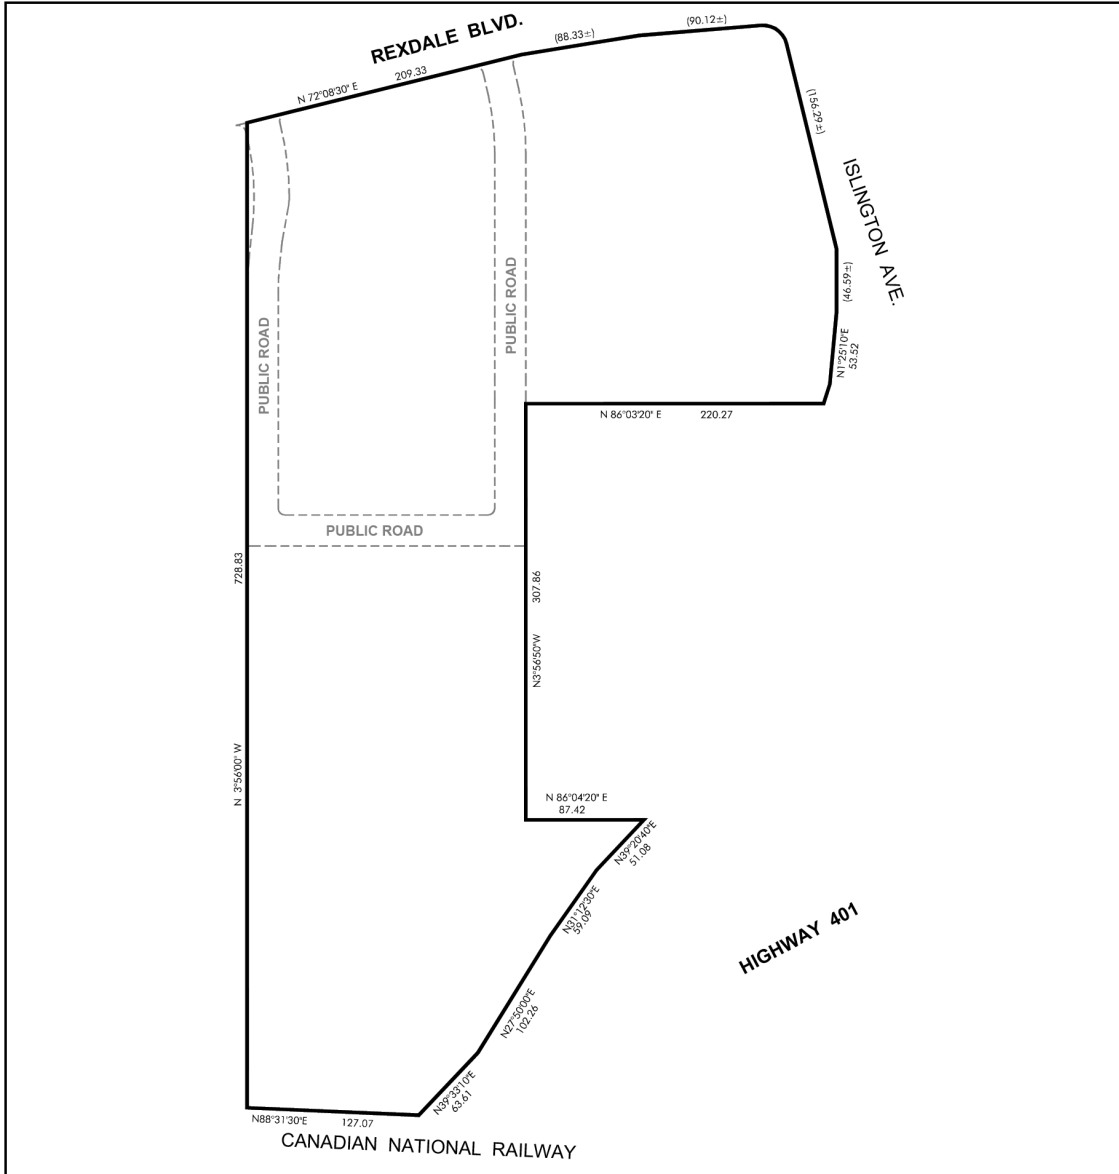 REXDALE BLVD.
(88.33±)
(90.12±)
N 72°08'30" E
209.33
(156.29±)
ISLINGTON AVE.
(46.59±)
N1°25'10"E
53.52
PUBLIC ROAD
PUBLIC ROAD
N 86°03'20" E
220.27
PUBLIC ROAD
728.83
307.86
N3°56'50"W
N 3°56'00" W
N 86°04'20" E
87.42
N39°20'40"E
51.08
N31°12'30"E
59.09
HIGHWAY 401
N27°50'00"E
102.26
N39°33'10"E
63.61
N88°31'30"E
127.07
CANADIAN NATIONAL RAILWAY